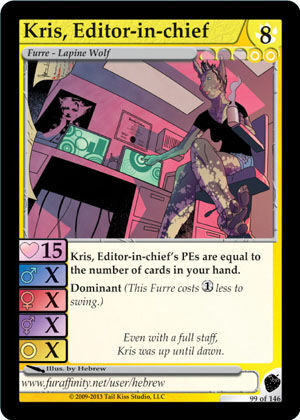 Kris, Editor-in-chief
8
Furre - Lapine Wolf
15
X
X
X
X
Kris, Editor-in-chief's PEs are equal to
the number of cards in your hand.
Dominant (This Furre costs 1 less to
swing.)
Even with a full staff,
Kris was up until dawn.
Illus. by Hebrew
www.furaffinity.net/user/hebrew
© 2009-2013 Tail Kiss Studio, LLC
99 of 146